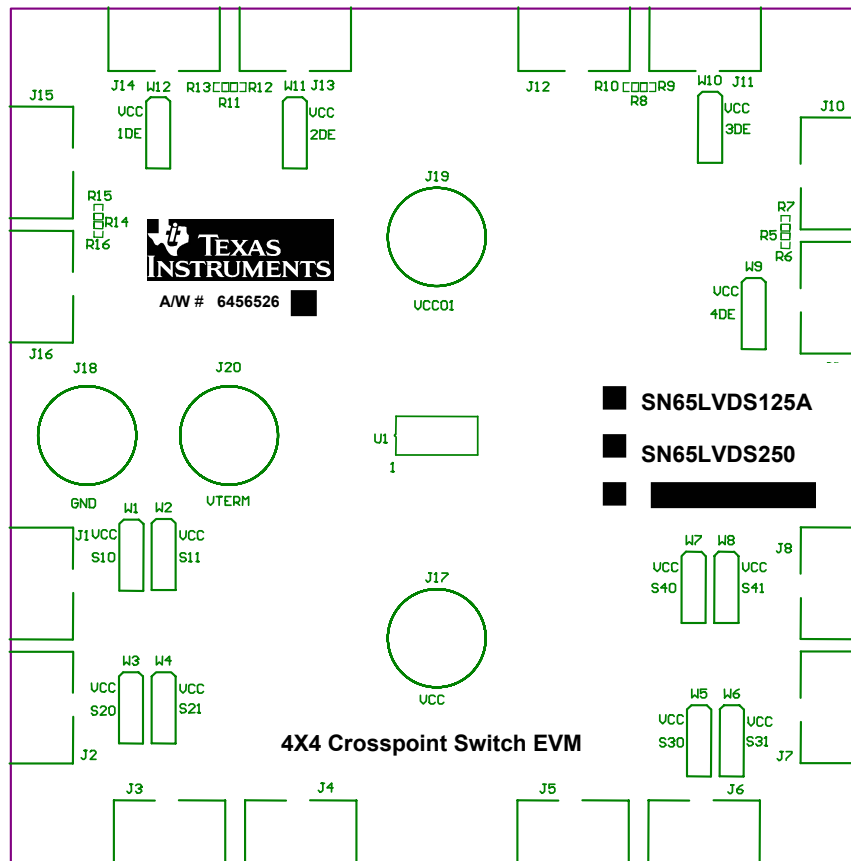 J14 W12 R13 R12 W11 J13
R11
J12 R10 R9 W10 J11
R8
J15
VCC
1DE
VCC
2DE
VCC
3DE
J10
J19
R15
R14
R16
R7
R5
R6
TEXAS
INSTRUMENTS
A/W # 6456526
VCC01
W9
VCC
4DE
J16
J18
J20
SN65LVDS125A
U1
1
SN65LVDS250
GND
VTERM
J1
W1 W2
VCC VCC
S10 S11
W7 W8
J8
VCC VCC
S40 S41
J17
VCC
W3 W4
VCC VCC
S20 S21
J2
W5 W6
VCC VCC
S30 S31
J7
4X4 Crosspoint Switch EVM
J3
J4
J5
J6